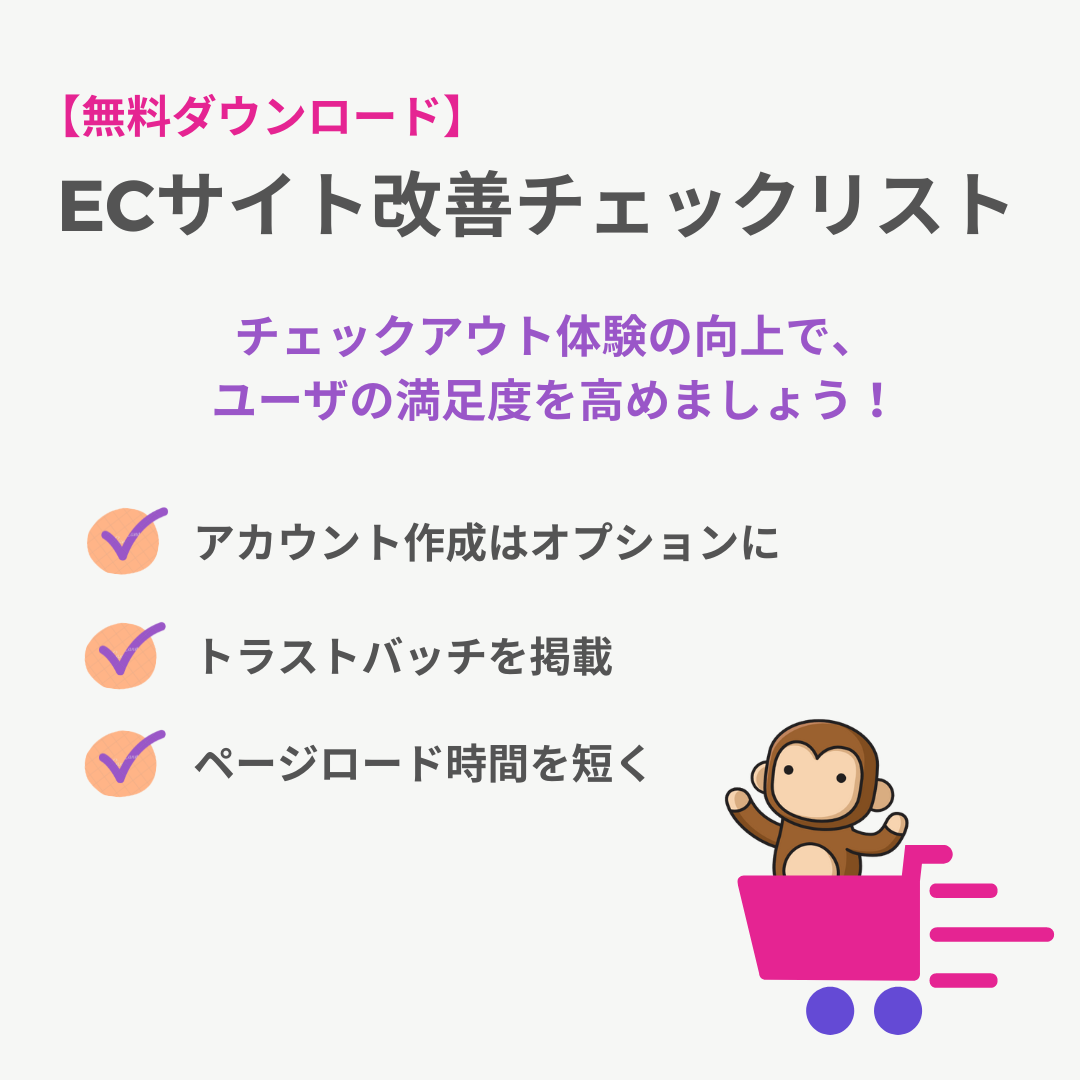 【無料ダウンロード】
ECサイト改善チェックリスト
チェックアウト体験の向上で、
ユーザの満足度を高めましょう！
アカウント作成はオプションに
トラストバッチを掲載
ページロード時間を短く